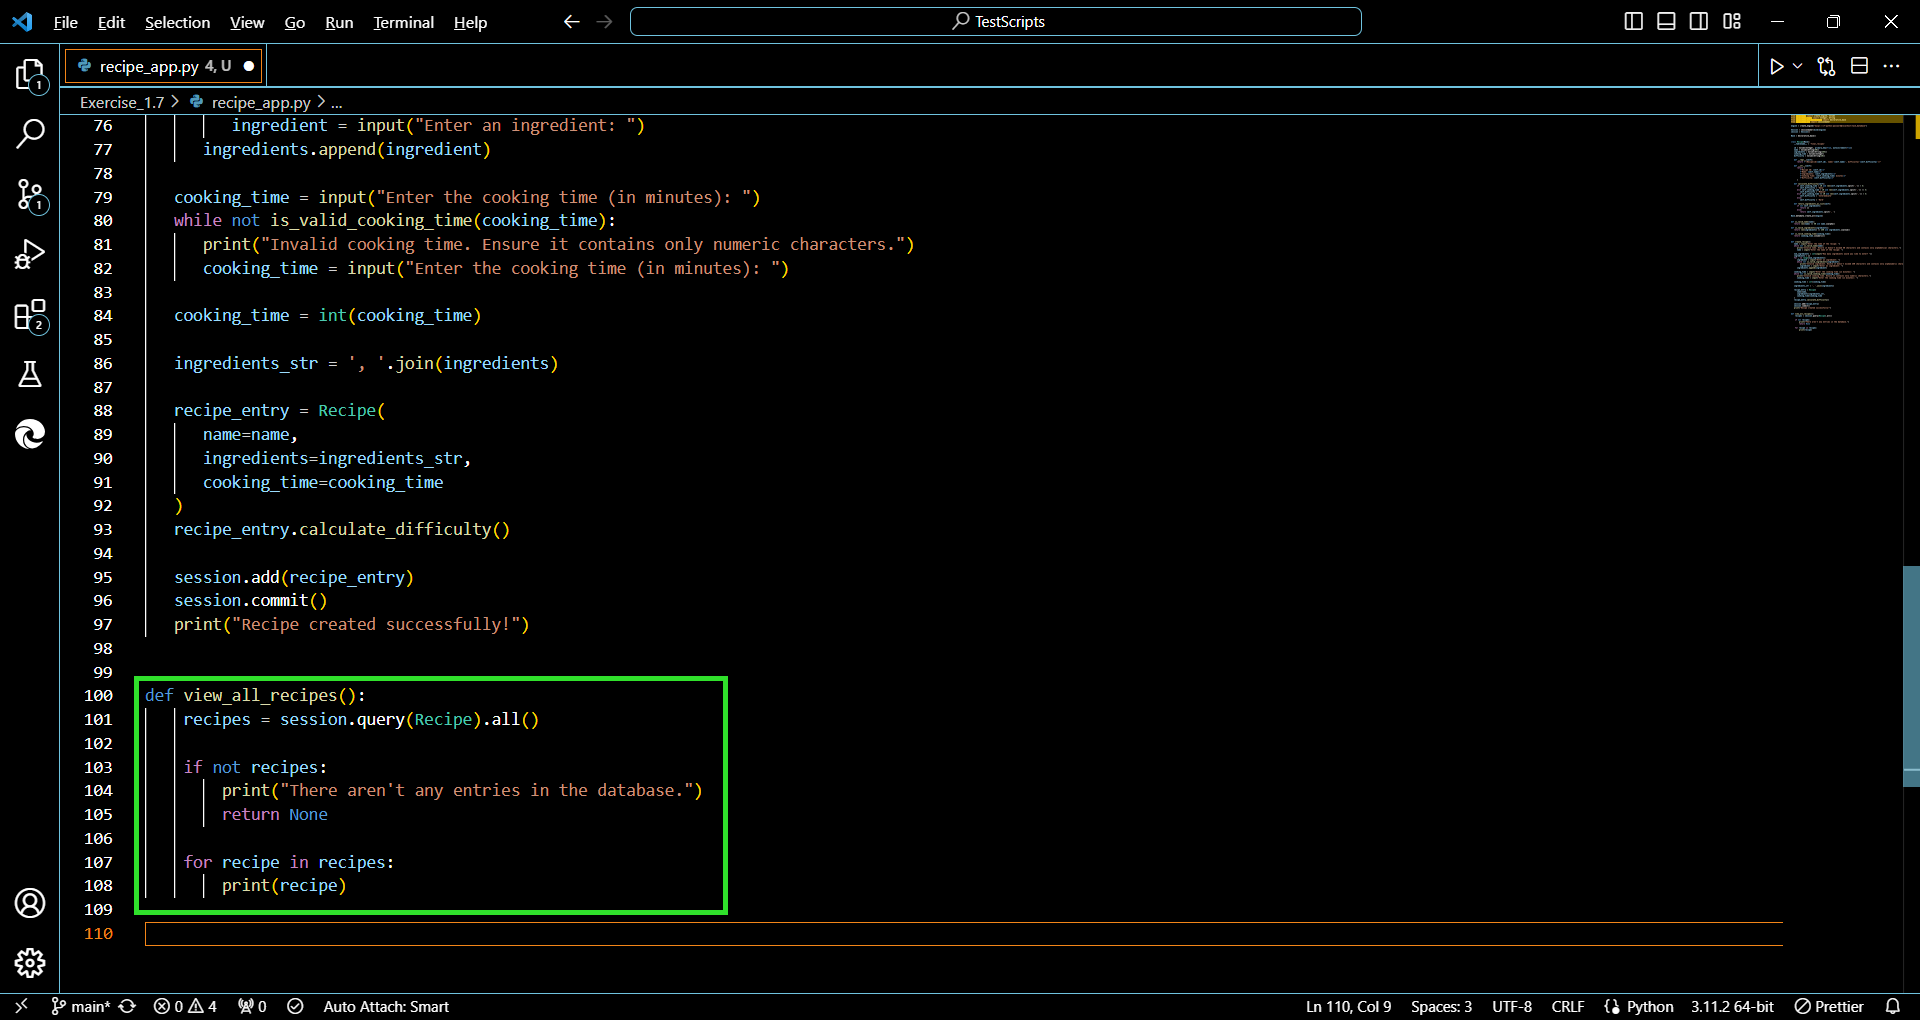 File Edit Selection View Go Run Terminal Help TestScripts
recipe_app.py 4, U
Exercise_1.7 > recipe_app.py > ...
76 ingredient = input("Enter an ingredient: ")
77 ingredients.append(ingredient)
78
79 cooking_time = input("Enter the cooking time (in minutes): ")
80 while not is_valid_cooking_time(cooking_time):
81 print("Invalid cooking time. Ensure it contains only numeric characters.")
82 cooking_time = input("Enter the cooking time (in minutes): ")
83
84 cooking_time = int(cooking_time)
85
86 ingredients_str = ', '.join(ingredients)
87
88 recipe_entry = Recipe(
89 name=name,
90 ingredients=ingredients_str,
91 cooking_time=cooking_time
92 )
93 recipe_entry.calculate_difficulty()
94
95 session.add(recipe_entry)
96 session.commit()
97 print("Recipe created successfully!")
98
99
100 def view_all_recipes():
101 recipes = session.query(Recipe).all()
102
103 if not recipes:
104 print("There aren't any entries in the database.")
105 return None
106
107 for recipe in recipes:
108 print(recipe)
109
110
1
1
2
main* 0 4 0 Auto Attach: Smart Ln 110, Col 9 Spaces: 3 UTF-8 CRLF Python 3.11.2 64-bit Prettier